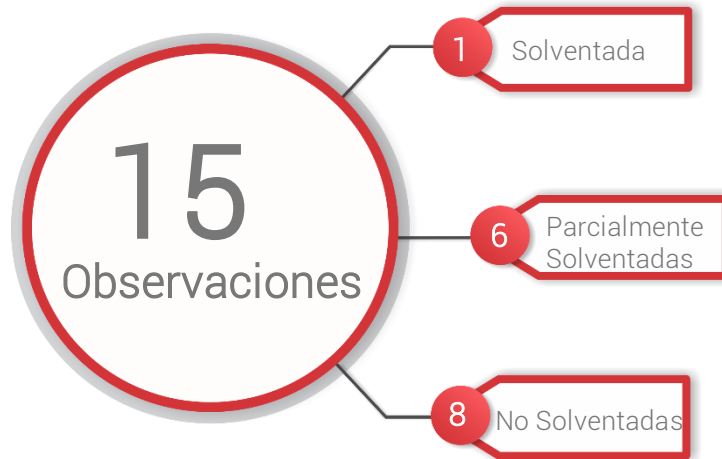 15
Observaciones
1
Solventada
6
Parcialmente
Solventadas
8
No Solventadas